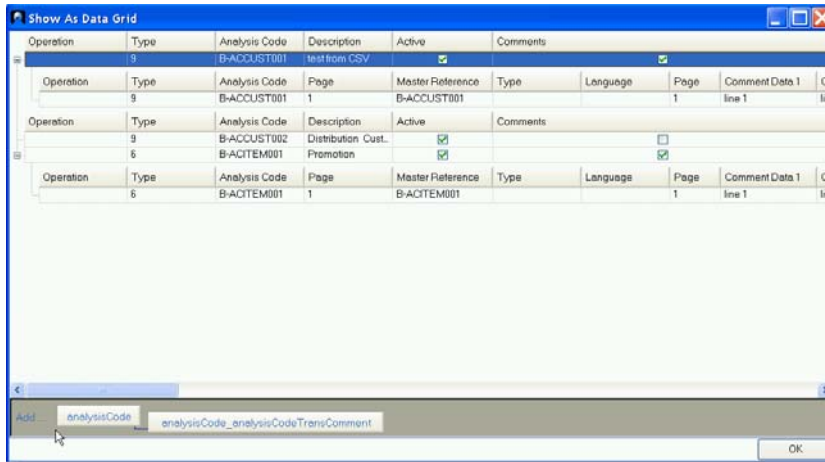 Show As Data Grid
Operation Type Analysis Code Description Active Comments
9 B-ACCUST001 test from CSV
Operation Type Analysis Code Page Master Reference Type Language Page Comment Data 1
9 B-ACCUST001 1 B-ACCUST001 1 line 1
Operation Type Analysis Code Description Active Comments
9 B-ACCUST002 Distribution Cust..
6 B-ACITEM001 Promotion
Operation Type Analysis Code Page Master Reference Type Language Page Comment Data 1
6 B-ACITEM001 1 B-ACITEM001 1 line 1
Add.... analysisCode analysisCode_analysisCodeTransComment
OK